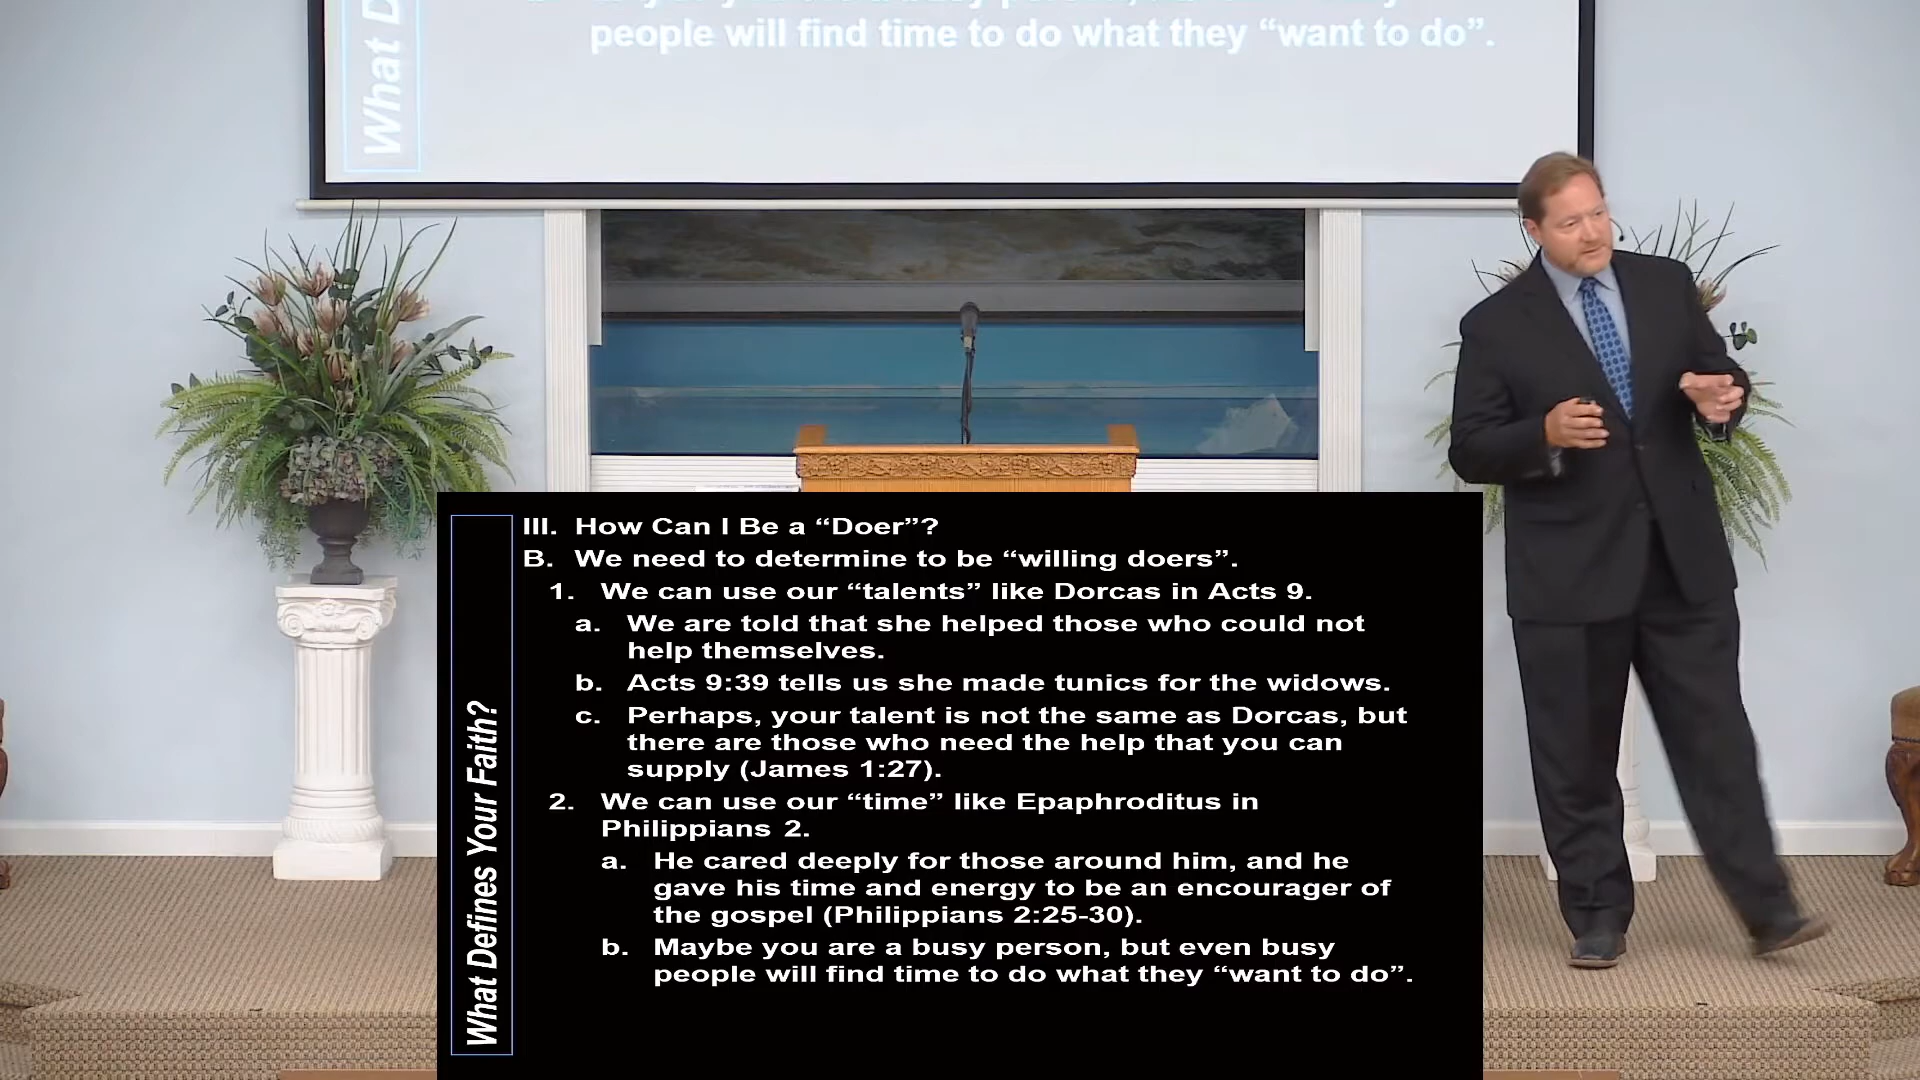 people will find time to do what they “want to do”.
What D
III. How Can I Be a “Doer”?
B. We need to determine to be “willing doers”.
1. We can use our “talents” like Dorcas in Acts 9.
a. We are told that she helped those who could not
help themselves.
b. Acts 9:39 tells us she made tunics for the widows.
c. Perhaps, your talent is not the same as Dorcas, but
there are those who need the help that you can
supply (James 1:27).
2. We can use our “time” like Epaphroditus in
Philippians 2.
a. He cared deeply for those around him, and he
gave his time and energy to be an encourager of
the gospel (Philippians 2:25-30).
b. Maybe you are a busy person, but even busy
people will find time to do what they “want to do”.
What Defines Your Faith?